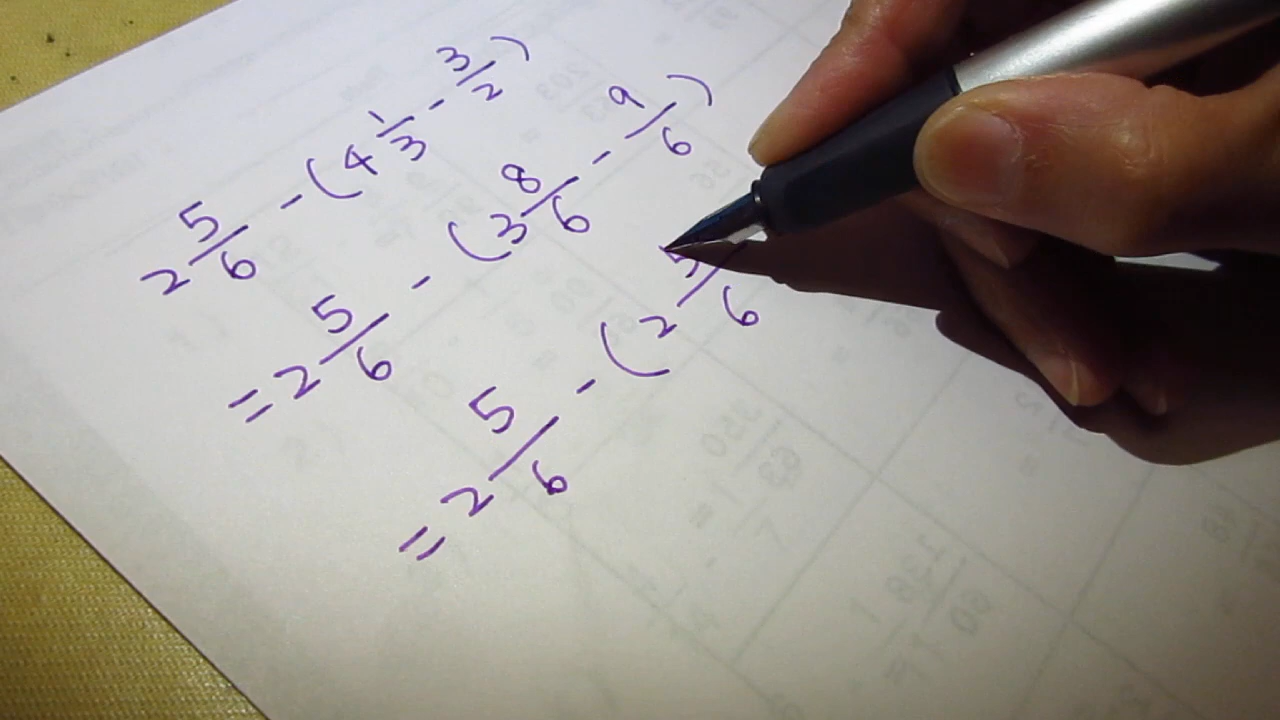 2 5/6 - (4 1/3 - 3/2)
= 2 5/6 - (3 8/6 - 9/6)
= 2 5/6 - (2 5/6